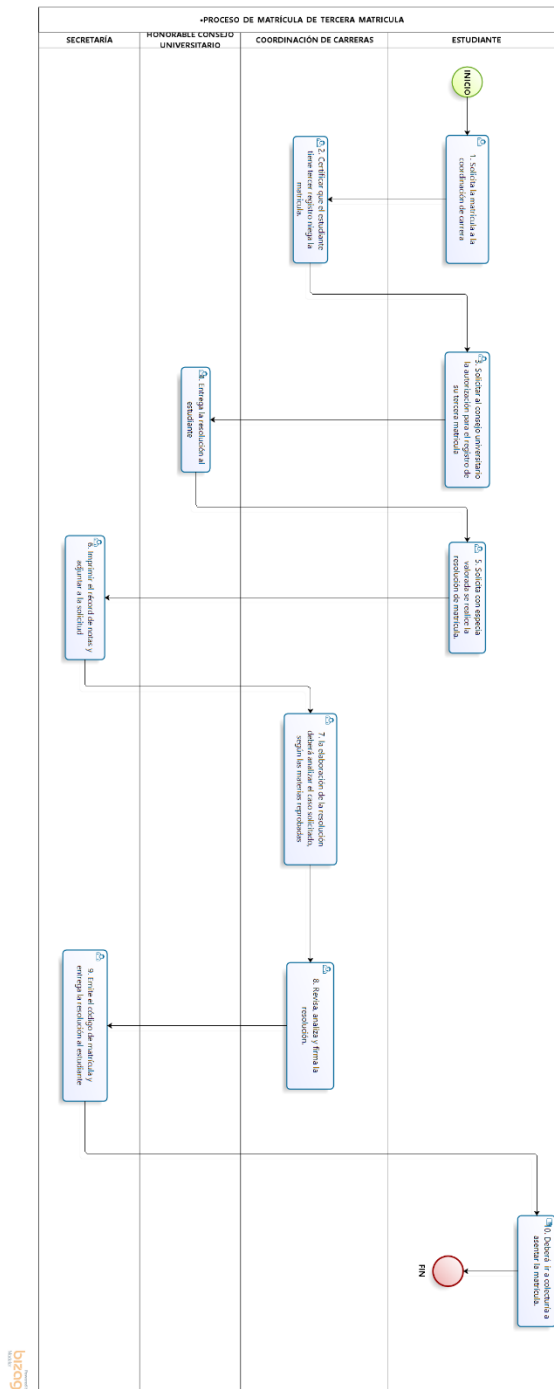 •PROCESO DE MATRÍCULA DE TERCERA MATRICULA
SECRETARÍA
HONORABLE CONSEJO
UNIVERSITARIO
COORDINACIÓN DE CARRERAS
ESTUDIANTE
INICIO
1. Solicita la matrícula a la
coordinación de carrera
2. Certificar que el estudiante
tiene tercer registro niega la
matrícula.
3. Solicitar al consejo universitario
la autorización para el registro de
su tercera matrícula
4. Entrega la resolución al
estudiante
5. Solicita con especia
valorada se realice la
resolución de matrícula.
6. Imprimir el récord de notas y
adjuntar a la solicitud
7. la elaboración de la resolución
deberá analizar el caso solicitado,
según las materias reprobadas
8. Revisa, analiza y firma la
resolución.
9. Emite el código de matrícula y
entrega la resolución al estudiante
0. Deberá ir a colecturía a
asentar la matrícula.
FIN
bizagi
Modeler